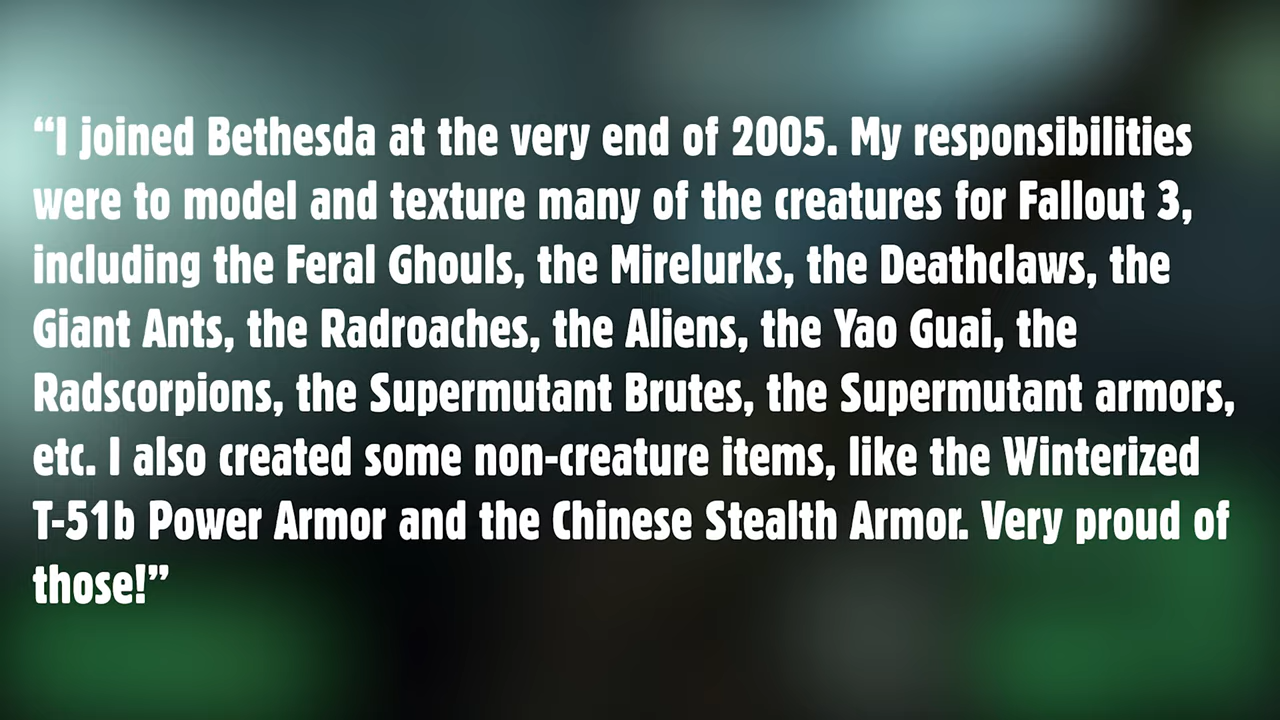 “I joined Bethesda at the very end of 2005. My responsibilities
were to model and texture many of the creatures for Fallout 3,
including the Feral Ghouls, the Mirelurks, the Deathclaws, the
Giant Ants, the Radroaches, the Aliens, the Yao Guai, the
Radscorpions, the Supermutant Brutes, the Supermutant armors,
etc. I also created some non-creature items, like the Winterized
T-51b Power Armor and the Chinese Stealth Armor. Very proud of
those!”